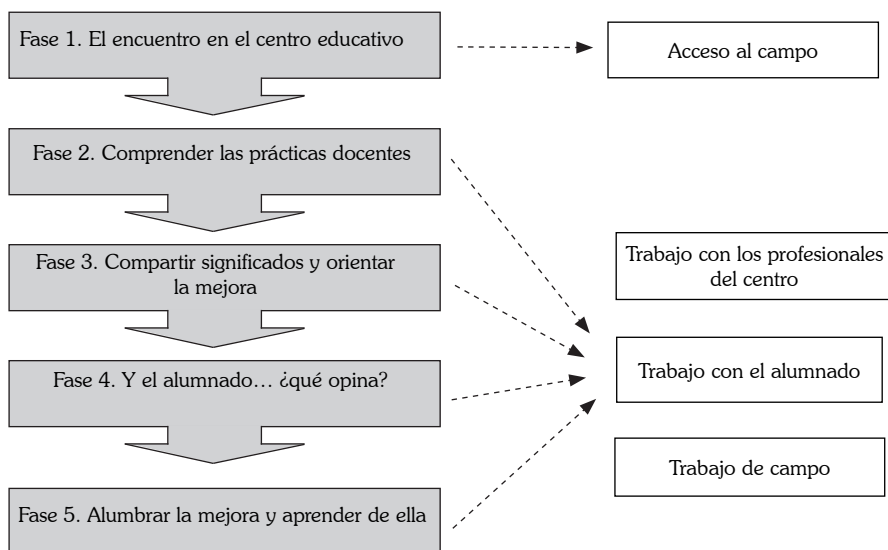 Fase 1. El encuentro en el centro educativo
Acceso al campo
Fase 2. Comprender las prácticas docentes
Fase 3. Compartir significados y orientar
la mejora
Trabajo con los profesionales
del centro
Fase 4. Y el alumnado… ¿qué opina?
Trabajo con el alumnado
Trabajo de campo
Fase 5. Alumbrar la mejora y aprender de ella